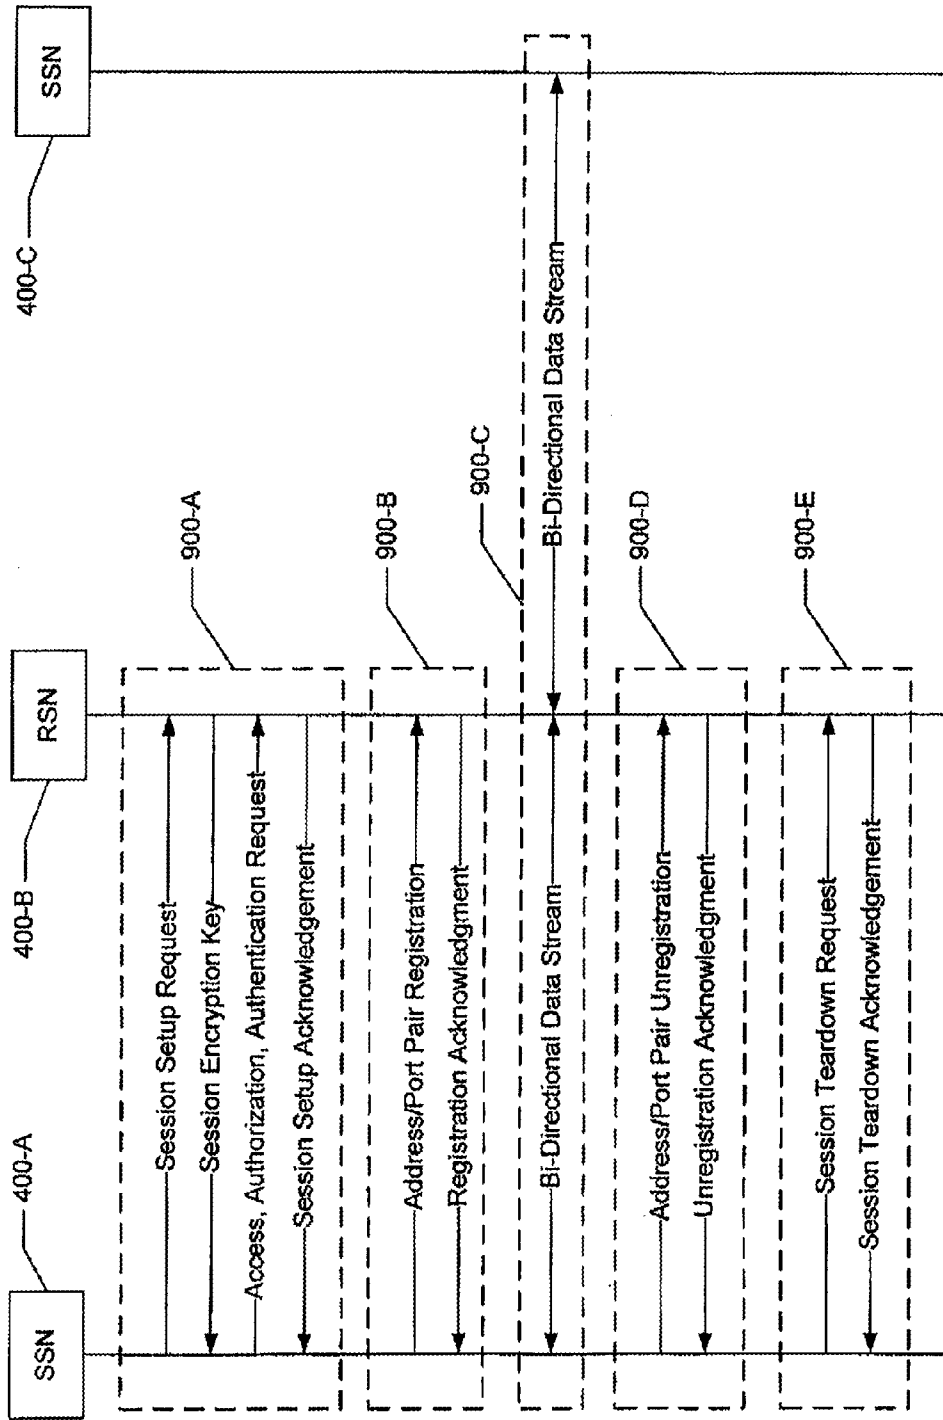 400-A
SSN
400-B
RSN
400-C
SSN
900-A
Session Setup Request
Session Encryption Key
Access, Authorization, Authentication Request
Session Setup Acknowledgement
900-B
Address/Port Pair Registration
Registration Acknowledgment
900-C
Bi-Directional Data Stream
Bi-Directional Data Stream
900-D
Address/Port Pair Unregistration
Unregistration Acknowledgment
900-E
Session Teardown Request
Session Teardown Acknowledgement